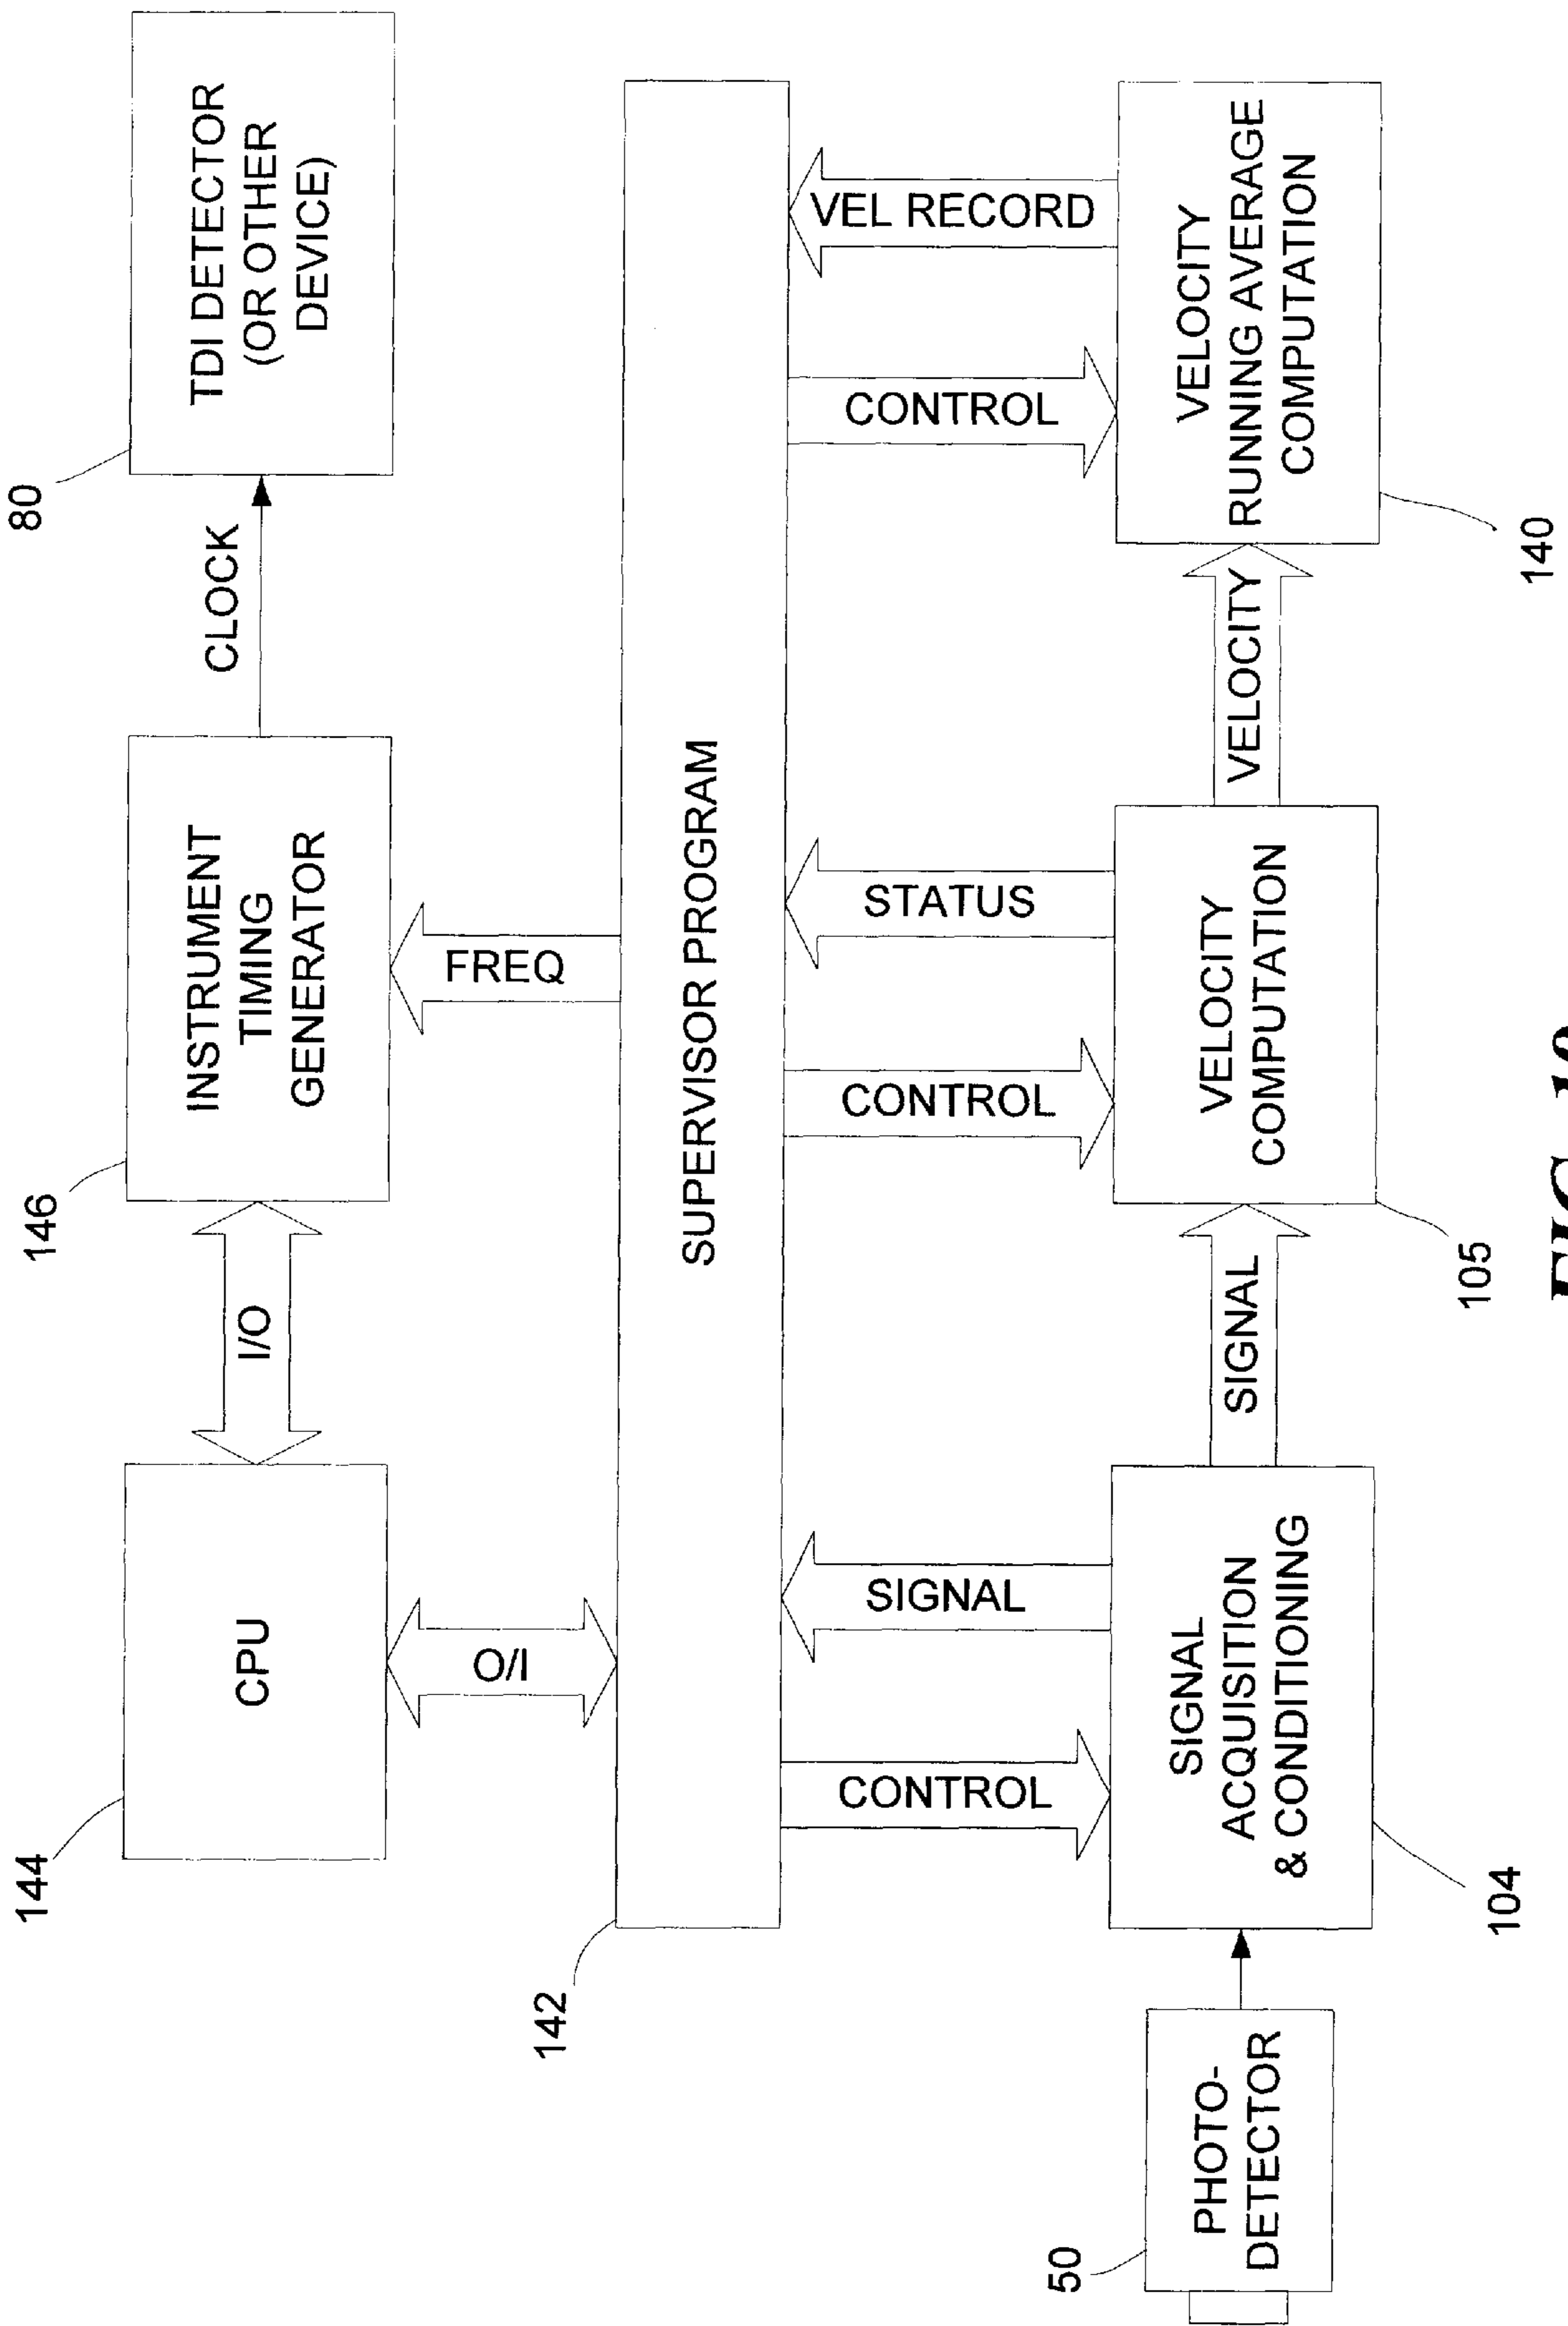 144
CPU
I/O
146
INSTRUMENT
TIMING
GENERATOR
CLOCK
80
TDI DETECTOR
(OR OTHER
DEVICE)
O/I
FREQ
142
SUPERVISOR PROGRAM
CONTROL
SIGNAL
CONTROL
STATUS
CONTROL
VEL RECORD
50
PHOTO-
DETECTOR
SIGNAL
ACQUISITION
& CONDITIONING
104
SIGNAL
VELOCITY
COMPUTATION
105
VELOCITY
VELOCITY
RUNNING AVERAGE
COMPUTATION
140